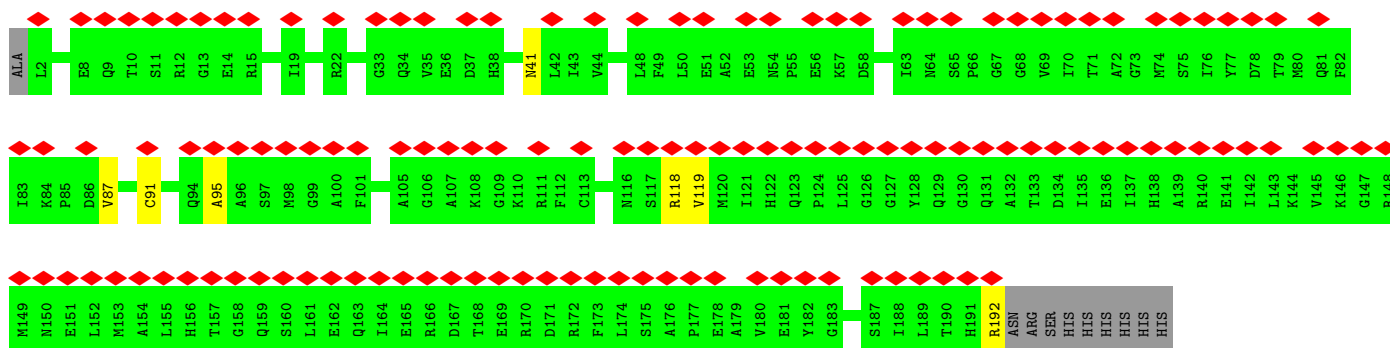 ALA L2 E8 Q9 T10 S11 R12 G13 E14 R15 I19 R22 G33 Q34 V35 E36 D37 H38 N41 L42 I43 V44 L48 F49 L50 E51 A52 E53 N54 P55 E56 K57 D58 I63 N64 S65 P66 G67 G68 V69 I70 T71 A72 G73 M74 S75 I76 Y77 D78 T79 M80 Q81 F82
I83 K84 P85 D86 V87 C91 Q94 A95 A96 S97 M98 G99 A100 F101 A105 G106 A107 K108 G109 K110 R111 F112 C113 N116 S117 R118 V119 M120 I121 H122 Q123 P124 L125 G126 G127 Y128 Q129 G130 Q131 A132 T133 D134 I135 E136 I137 H138 A139 R140 E141 I142 L143 K144 V145 K146 G147 R148
M149 N150 E151 L152 M153 A154 L155 H156 T157 G158 Q159 S160 L161 E162 Q163 I164 E165 R166 D167 T168 E169 R170 D171 R172 F173 L174 S175 A176 P177 E178 A179 V180 E181 Y182 G183 S187 I188 L189 T190 H191 R192 ASN ARG SER HIS HIS HIS HIS HIS HIS